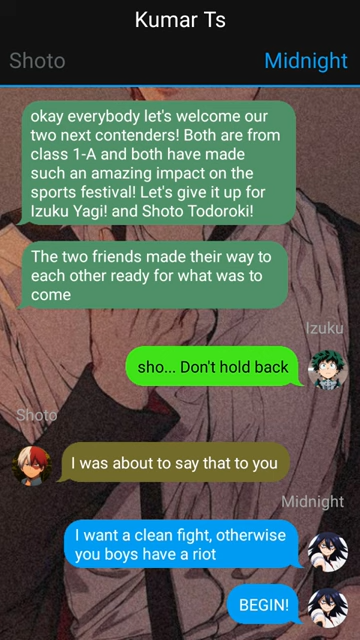 Kumar Ts
Shoto
Midnight
okay everybody let's welcome our
two next contenders! Both are from
class 1-A and both have made
such an amazing impact on the
sports festival! Let's give it up for
Izuku Yagi! and Shoto Todoroki!
The two friends made their way to
each other ready for what was to
come
Izuku
sho... Don't hold back
Shoto
I was about to say that to you
Midnight
I want a clean fight, otherwise
you boys have a riot
BEGIN!